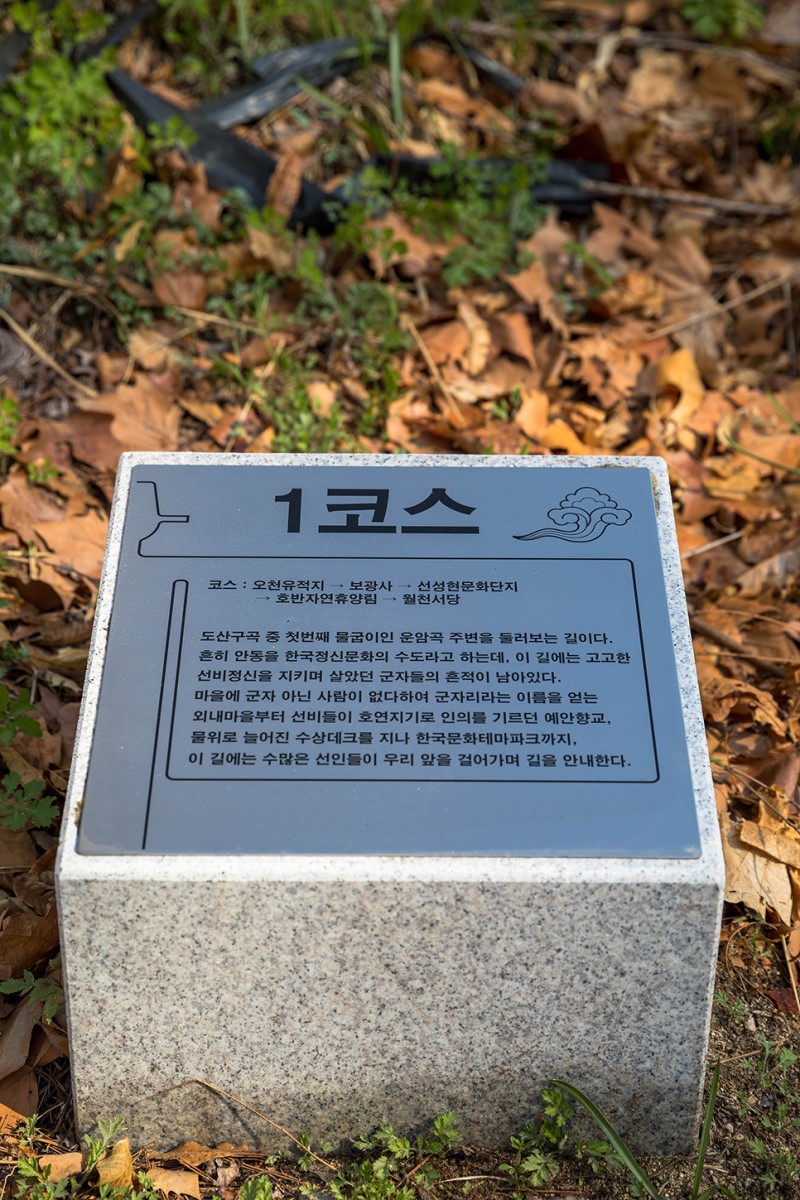 1코스
코스 : 오천유적지 → 보광사 → 선성현문화단지
→ 호반자연휴양림 → 월천서당
도산구곡 중 첫번째 물굽이인 운암곡 주변을 둘러보는 길이다.
흔히 안동을 한국정신문화의 수도라고 하는데, 이 길에는 고고한
선비정신을 지키며 살았던 군자들의 흔적이 남아있다.
마을에 군자 아닌 사람이 없다하여 군자리라는 이름을 얻는
외내마을부터 선비들이 호연지기로 인의를 기르던 예안향교,
물위로 늘어진 수상데크를 지나 한국문화테마파크까지,
이 길에는 수많은 선인들이 우리 앞을 걸어가며 길을 안내한다.